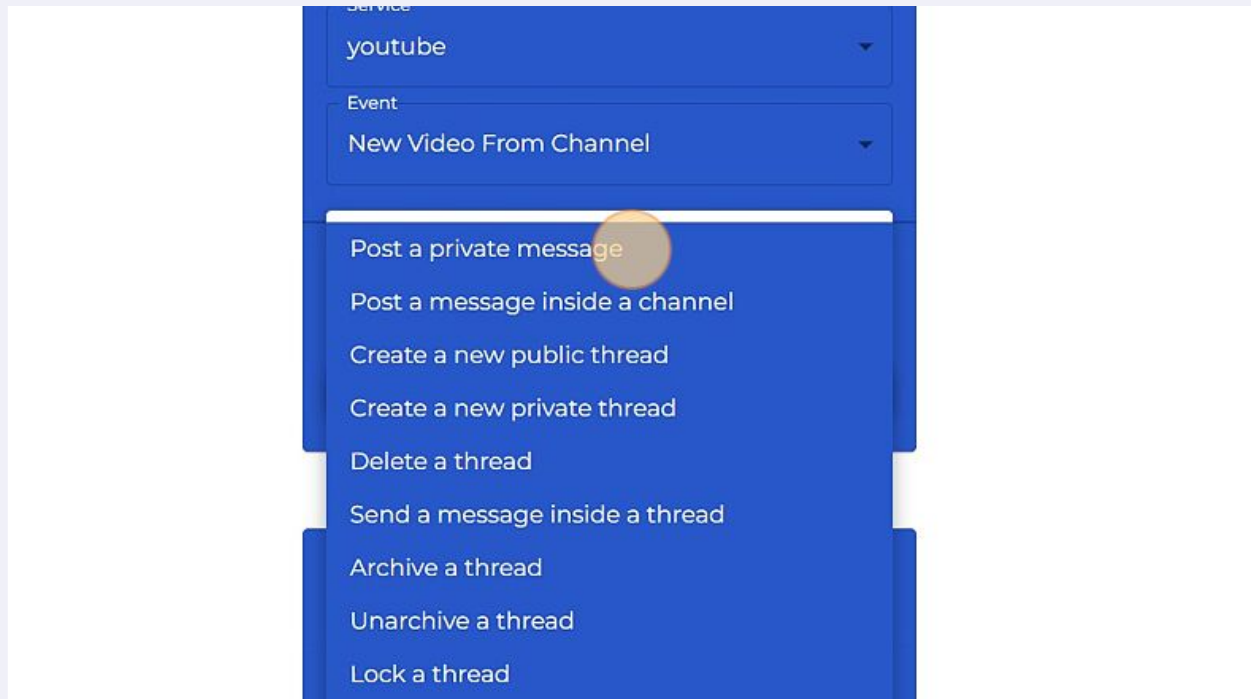 Service
youtube
Event
New Video From Channel
Post a private message
Post a message inside a channel
Create a new public thread
Create a new private thread
Delete a thread
Send a message inside a thread
Archive a thread
Unarchive a thread
Lock a thread